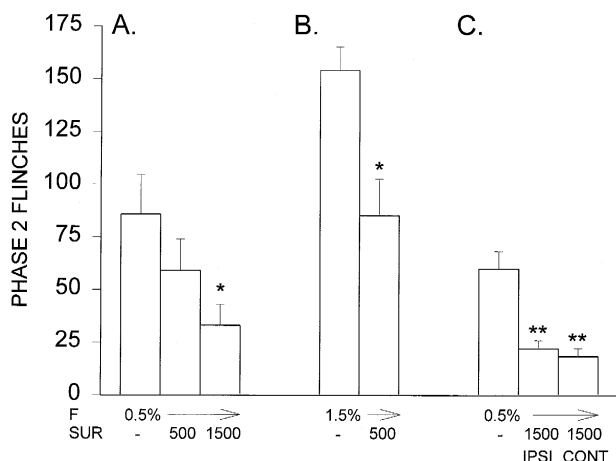 A. B. C.
PHASE 2 FLINCHES
175
150
125
100
75
50
25
0
*
*
** **
F 0.5% 1.5% 0.5%
SUR - 500 1500 - 500 - 1500 1500
IPSI CONT